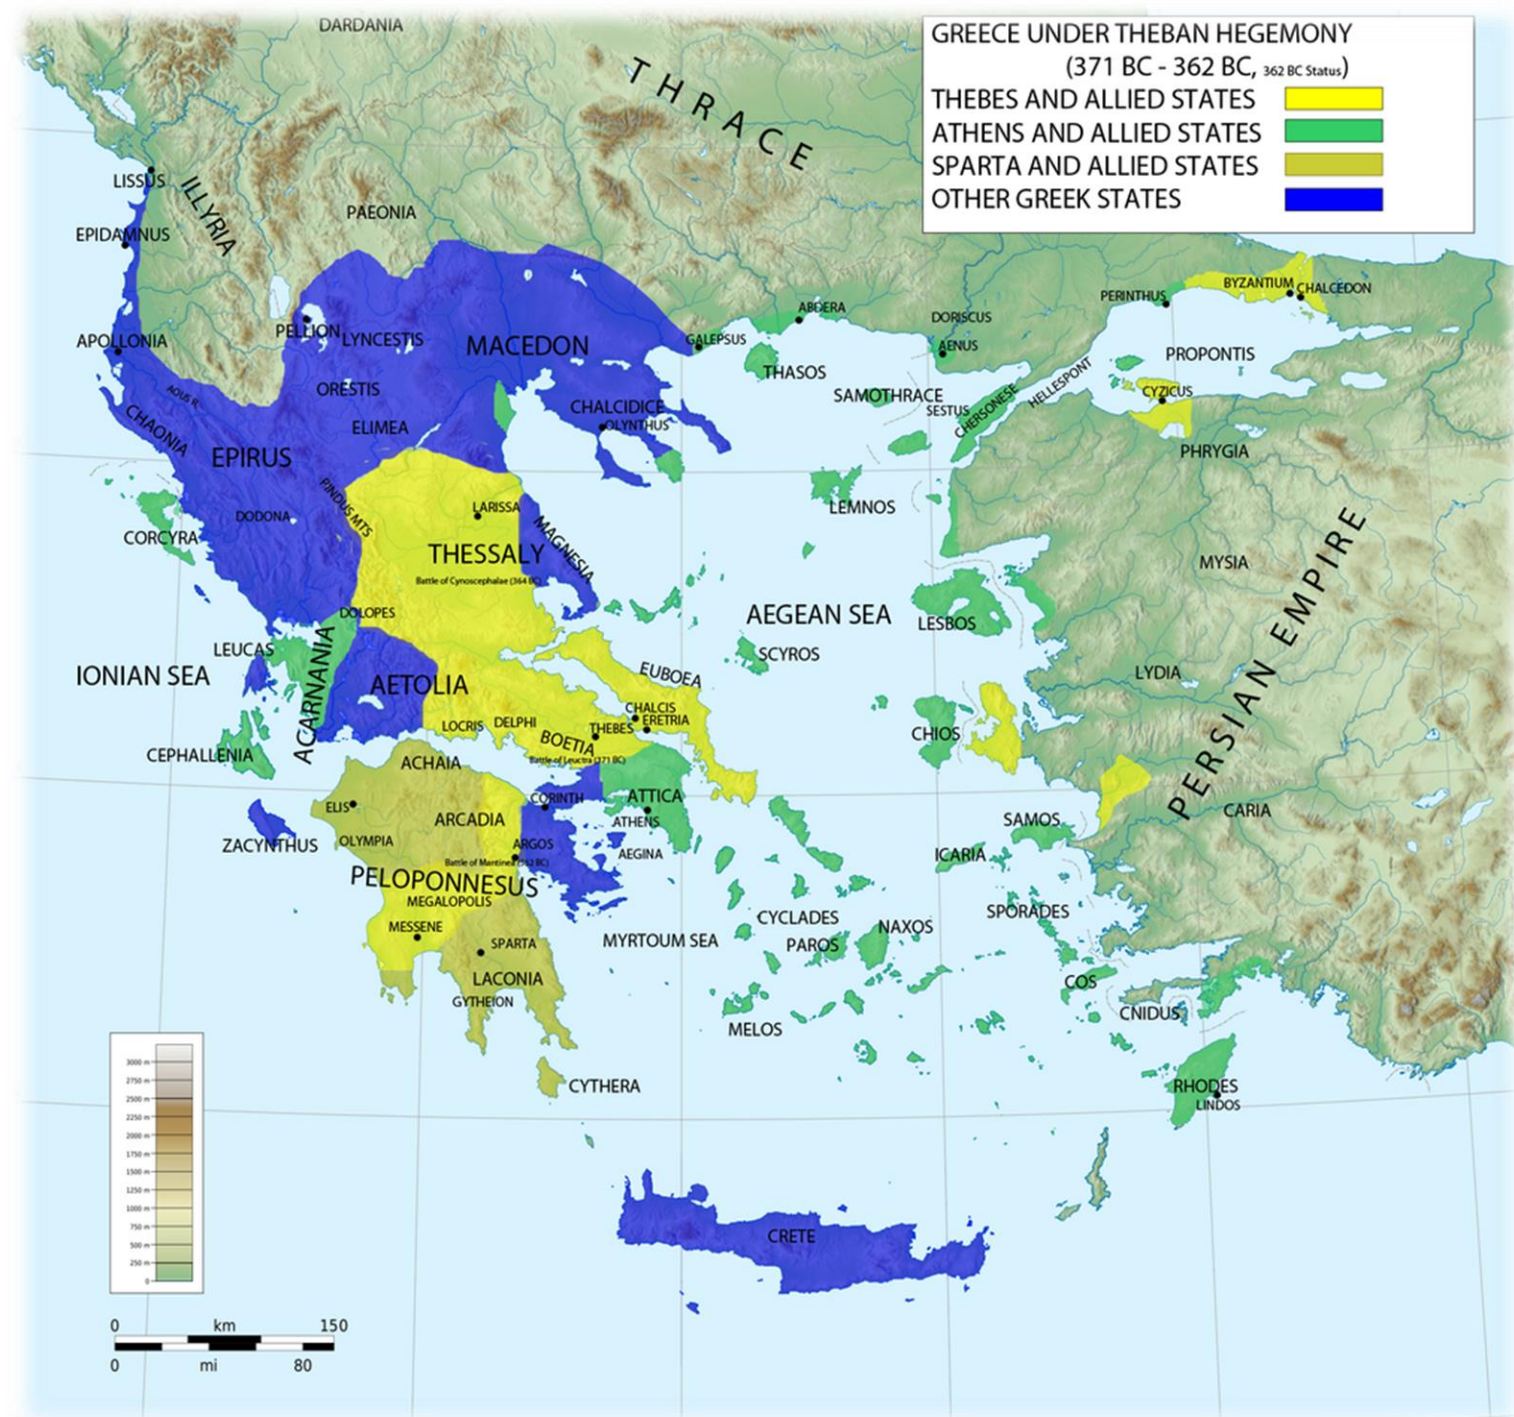 DARDANIA
GREECE UNDER THEBAN HEGEMONY
(371 BC - 362 BC, 362 BC Status)
THEBES AND ALLIED STATES
ATHENS AND ALLIED STATES
SPARTA AND ALLIED STATES
OTHER GREEK STATES
THRACE
LISSUS
ILLYRIA
PAEONIA
EPIDAMNUS
BYZANTIUM
CHALCEDON
PERINTHUS
ABDERA
DORISCUS
PELLION
LYNCESTIS
MACEDON
GALEPSUS
AENUS
APOLLONIA
PROPONTIS
THASOS
ORESTIS
AOUS R.
SAMOTHRACE
HELLESPONT
CYZICUS
CHALCIDICE
SESTUS
CHERSONESE
CHAONIA
ELIMEA
OLYNTHUS
EPIRUS
PHRYGIA
PINDUS MTS
LARISSA
LEMNOS
DODONA
CORCYRA
MAGNESIA
THESSALY
MYSIA
Battle of Cynoscephalae (364 BC)
PERSIAN EMPIRE
DOLOPES
AEGEAN SEA
LESBOS
LEUCAS
ACARNANIA
SCYROS
IONIAN SEA
AETOLIA
EUBOEA
LYDIA
CHALCIS
LOCRIS
DELPHI
THEBES
ERETRIA
CHIOS
BOETIA
CEPHALLENIA
ACHAIA
Battle of Leuctra (371 BC)
CORINTH
ATTICA
ELIS
CARIA
ARCADIA
ATHENS
SAMOS
ZACYNTHUS
OLYMPIA
ARGOS
AEGINA
ICARIA
Battle of Mantinea (362 BC)
PELOPONNESUS
MEGALOPOLIS
SPORADES
CYCLADES
MESSENE
NAXOS
SPARTA
MYRTOUM SEA
PAROS
LACONIA
COS
GYTHEION
CNIDUS
MELOS
CYTHERA
RHODES
LINDOS
3000 m
2750 m
2500 m
2250 m
2000 m
1750 m
1500 m
1250 m
1000 m
750 m
500 m
250 m
0
CRETE
0 km 150
0 mi 80